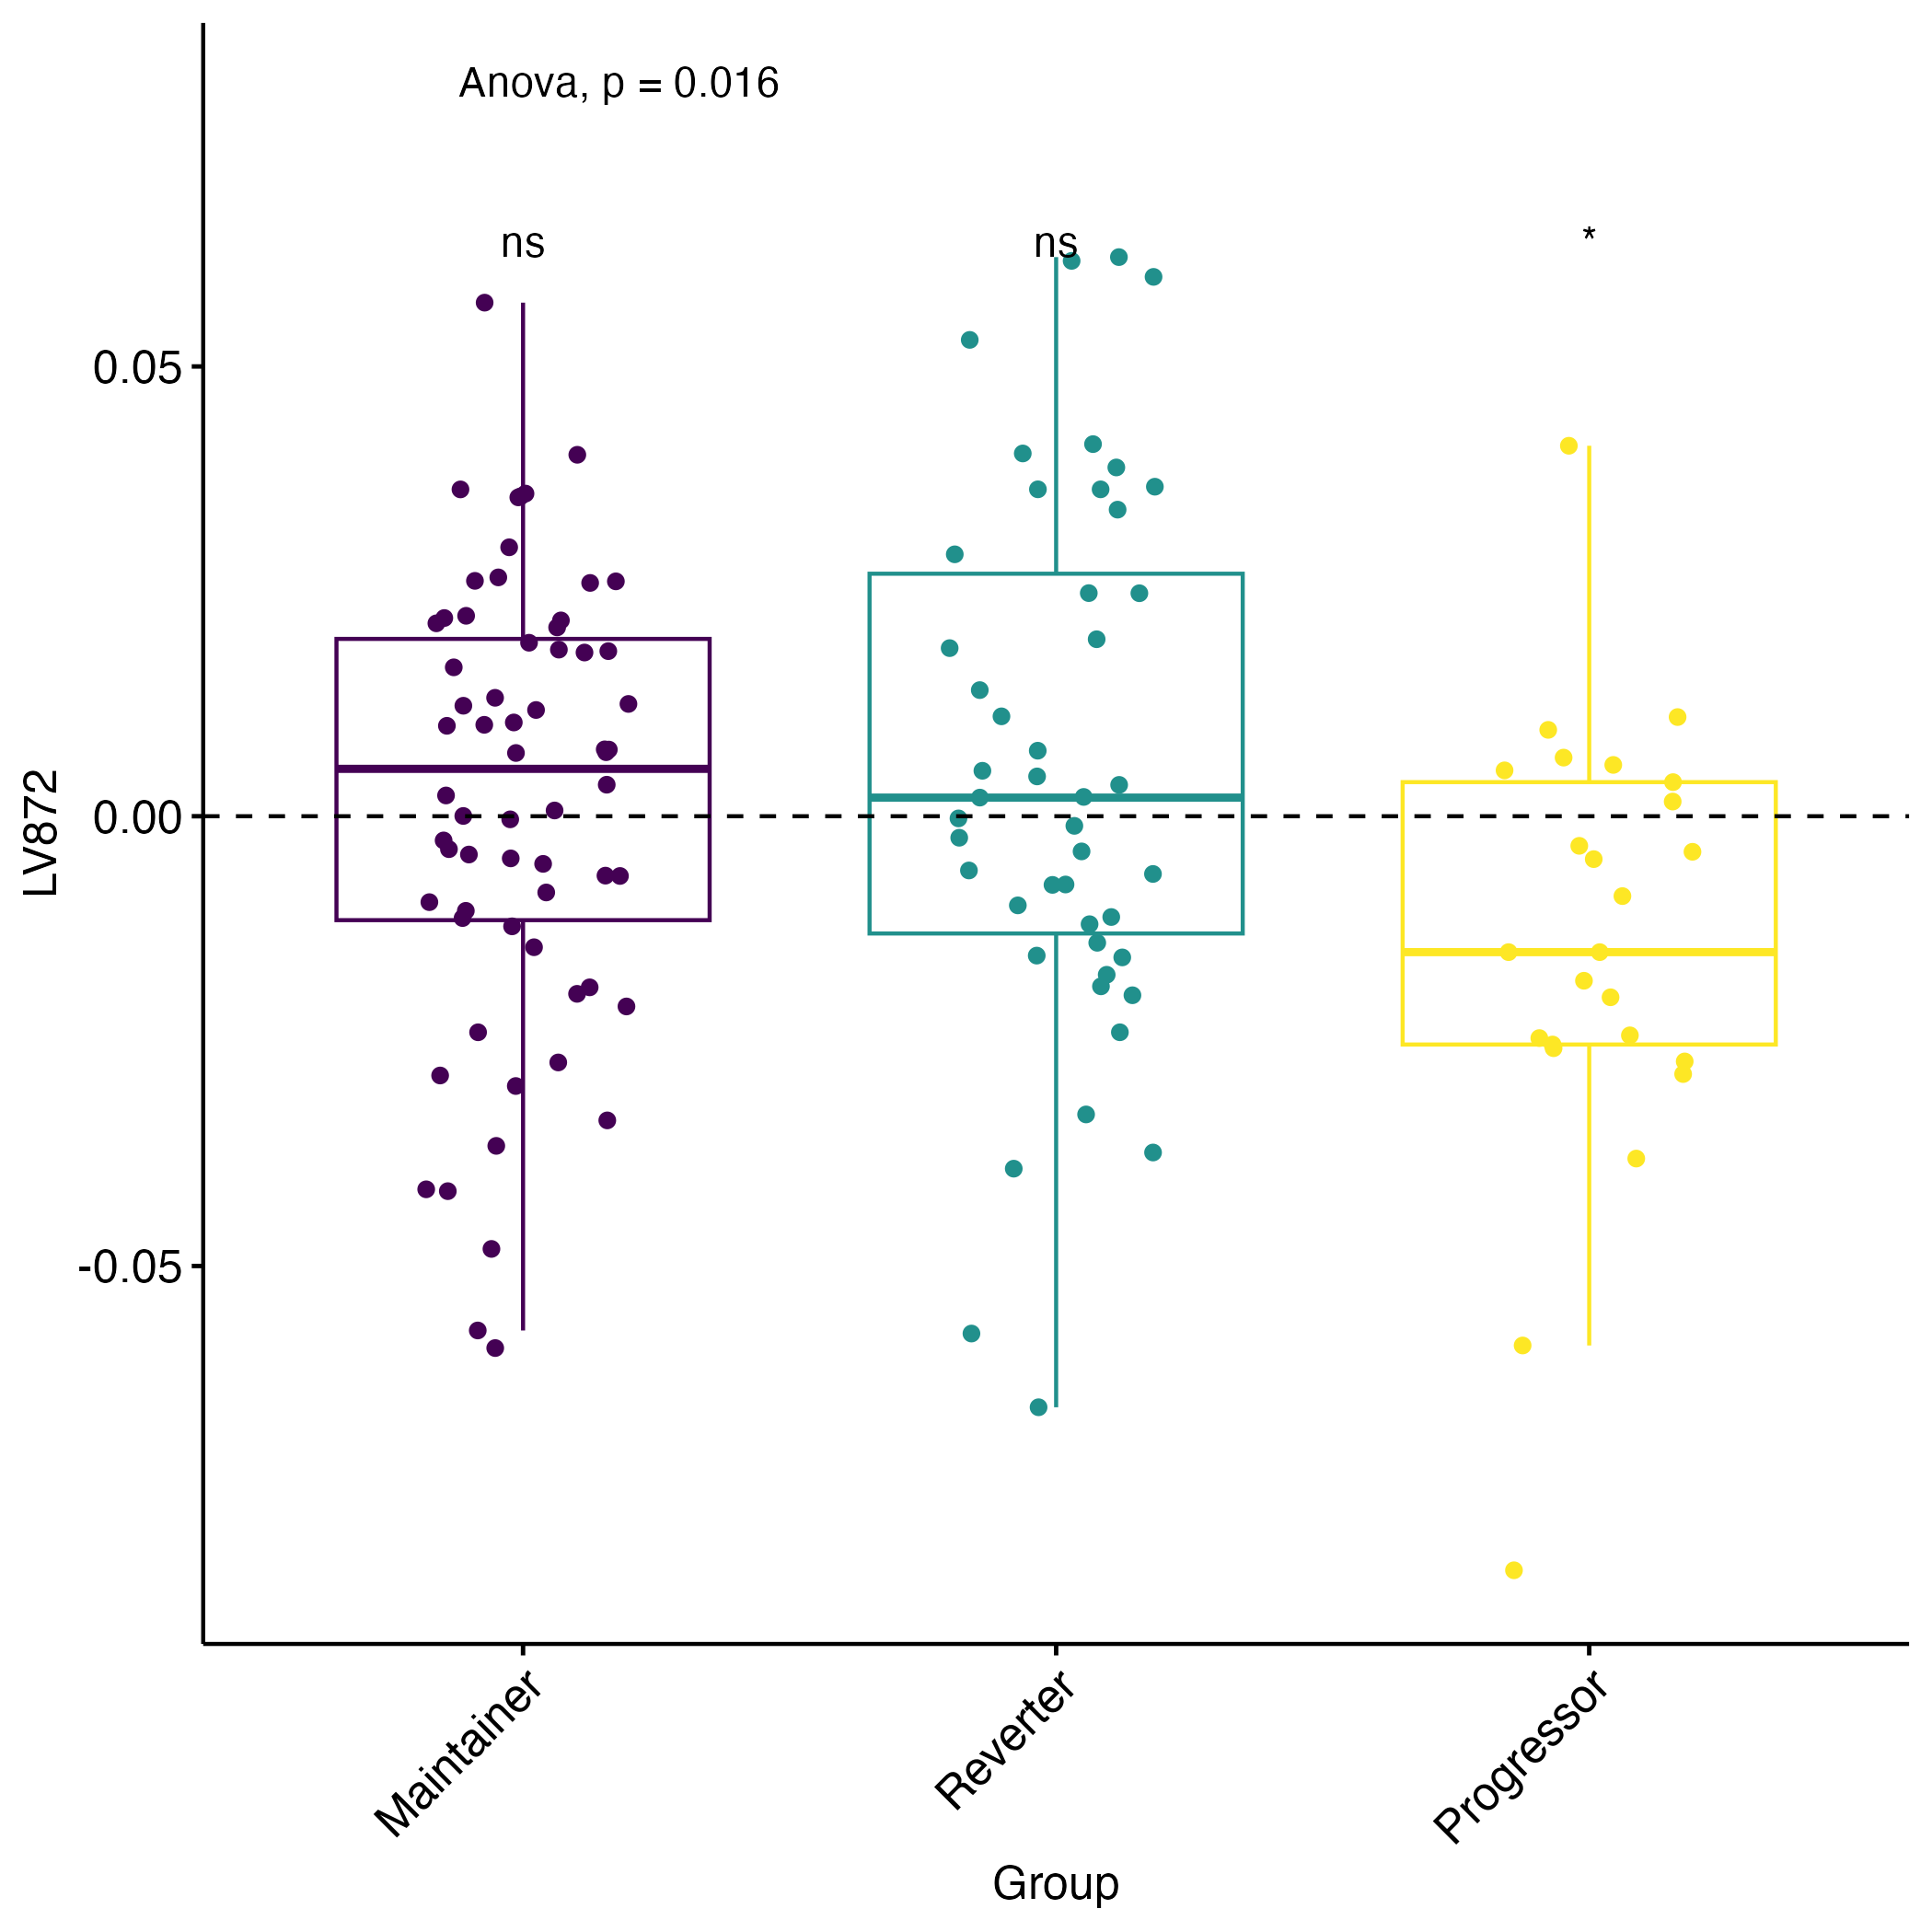 Anova, p = 0.016
ns
ns
*
0.05
0.00
-0.05
LV872
Maintainer
Reverter
Progressor
Group